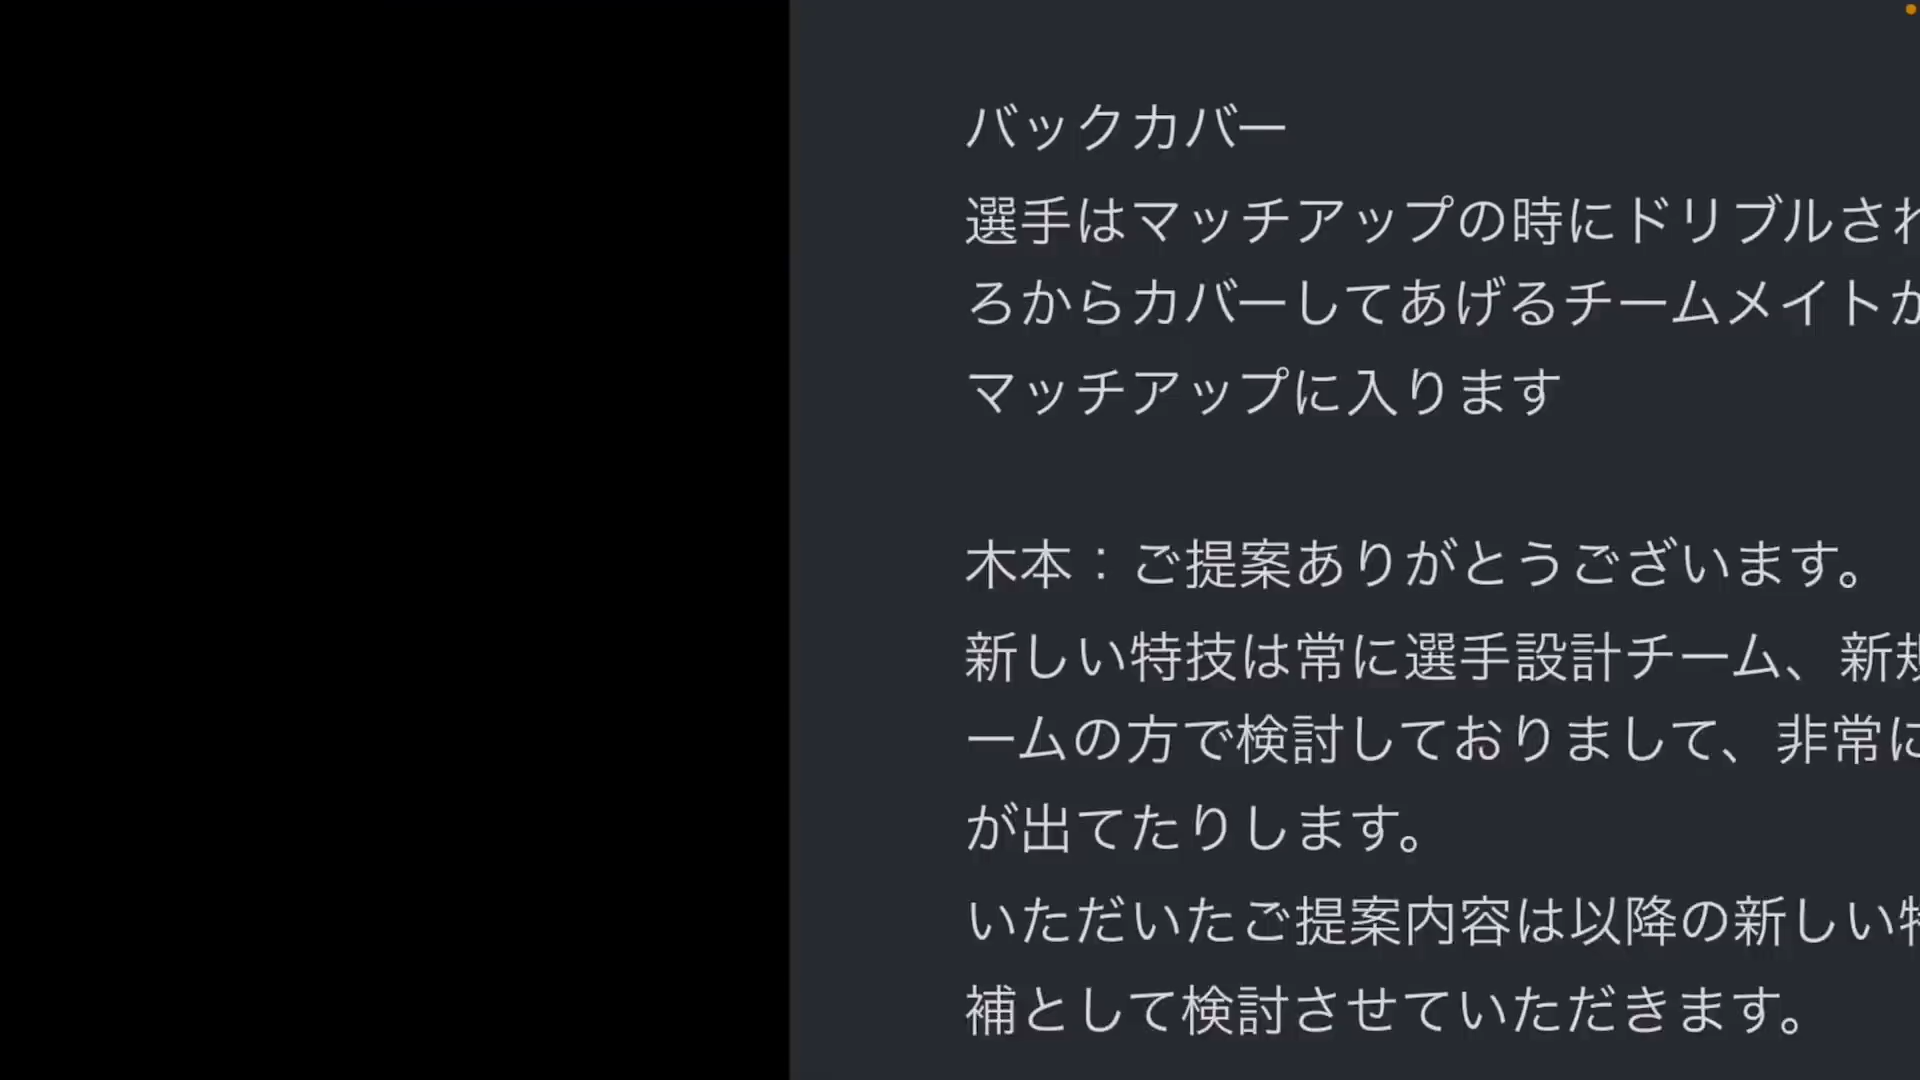 バックカバー
選手はマッチアップの時にドリブルされ
ろからカバーしてあげるチームメイトか
マッチアップに入ります
木本：ご提案ありがとうございます。
新しい特技は常に選手設計チーム、新規
ームの方で検討しておりまして、非常に
が出てたりします。
いただいたご提案内容は以降の新しい特
補として検討させていただきます。